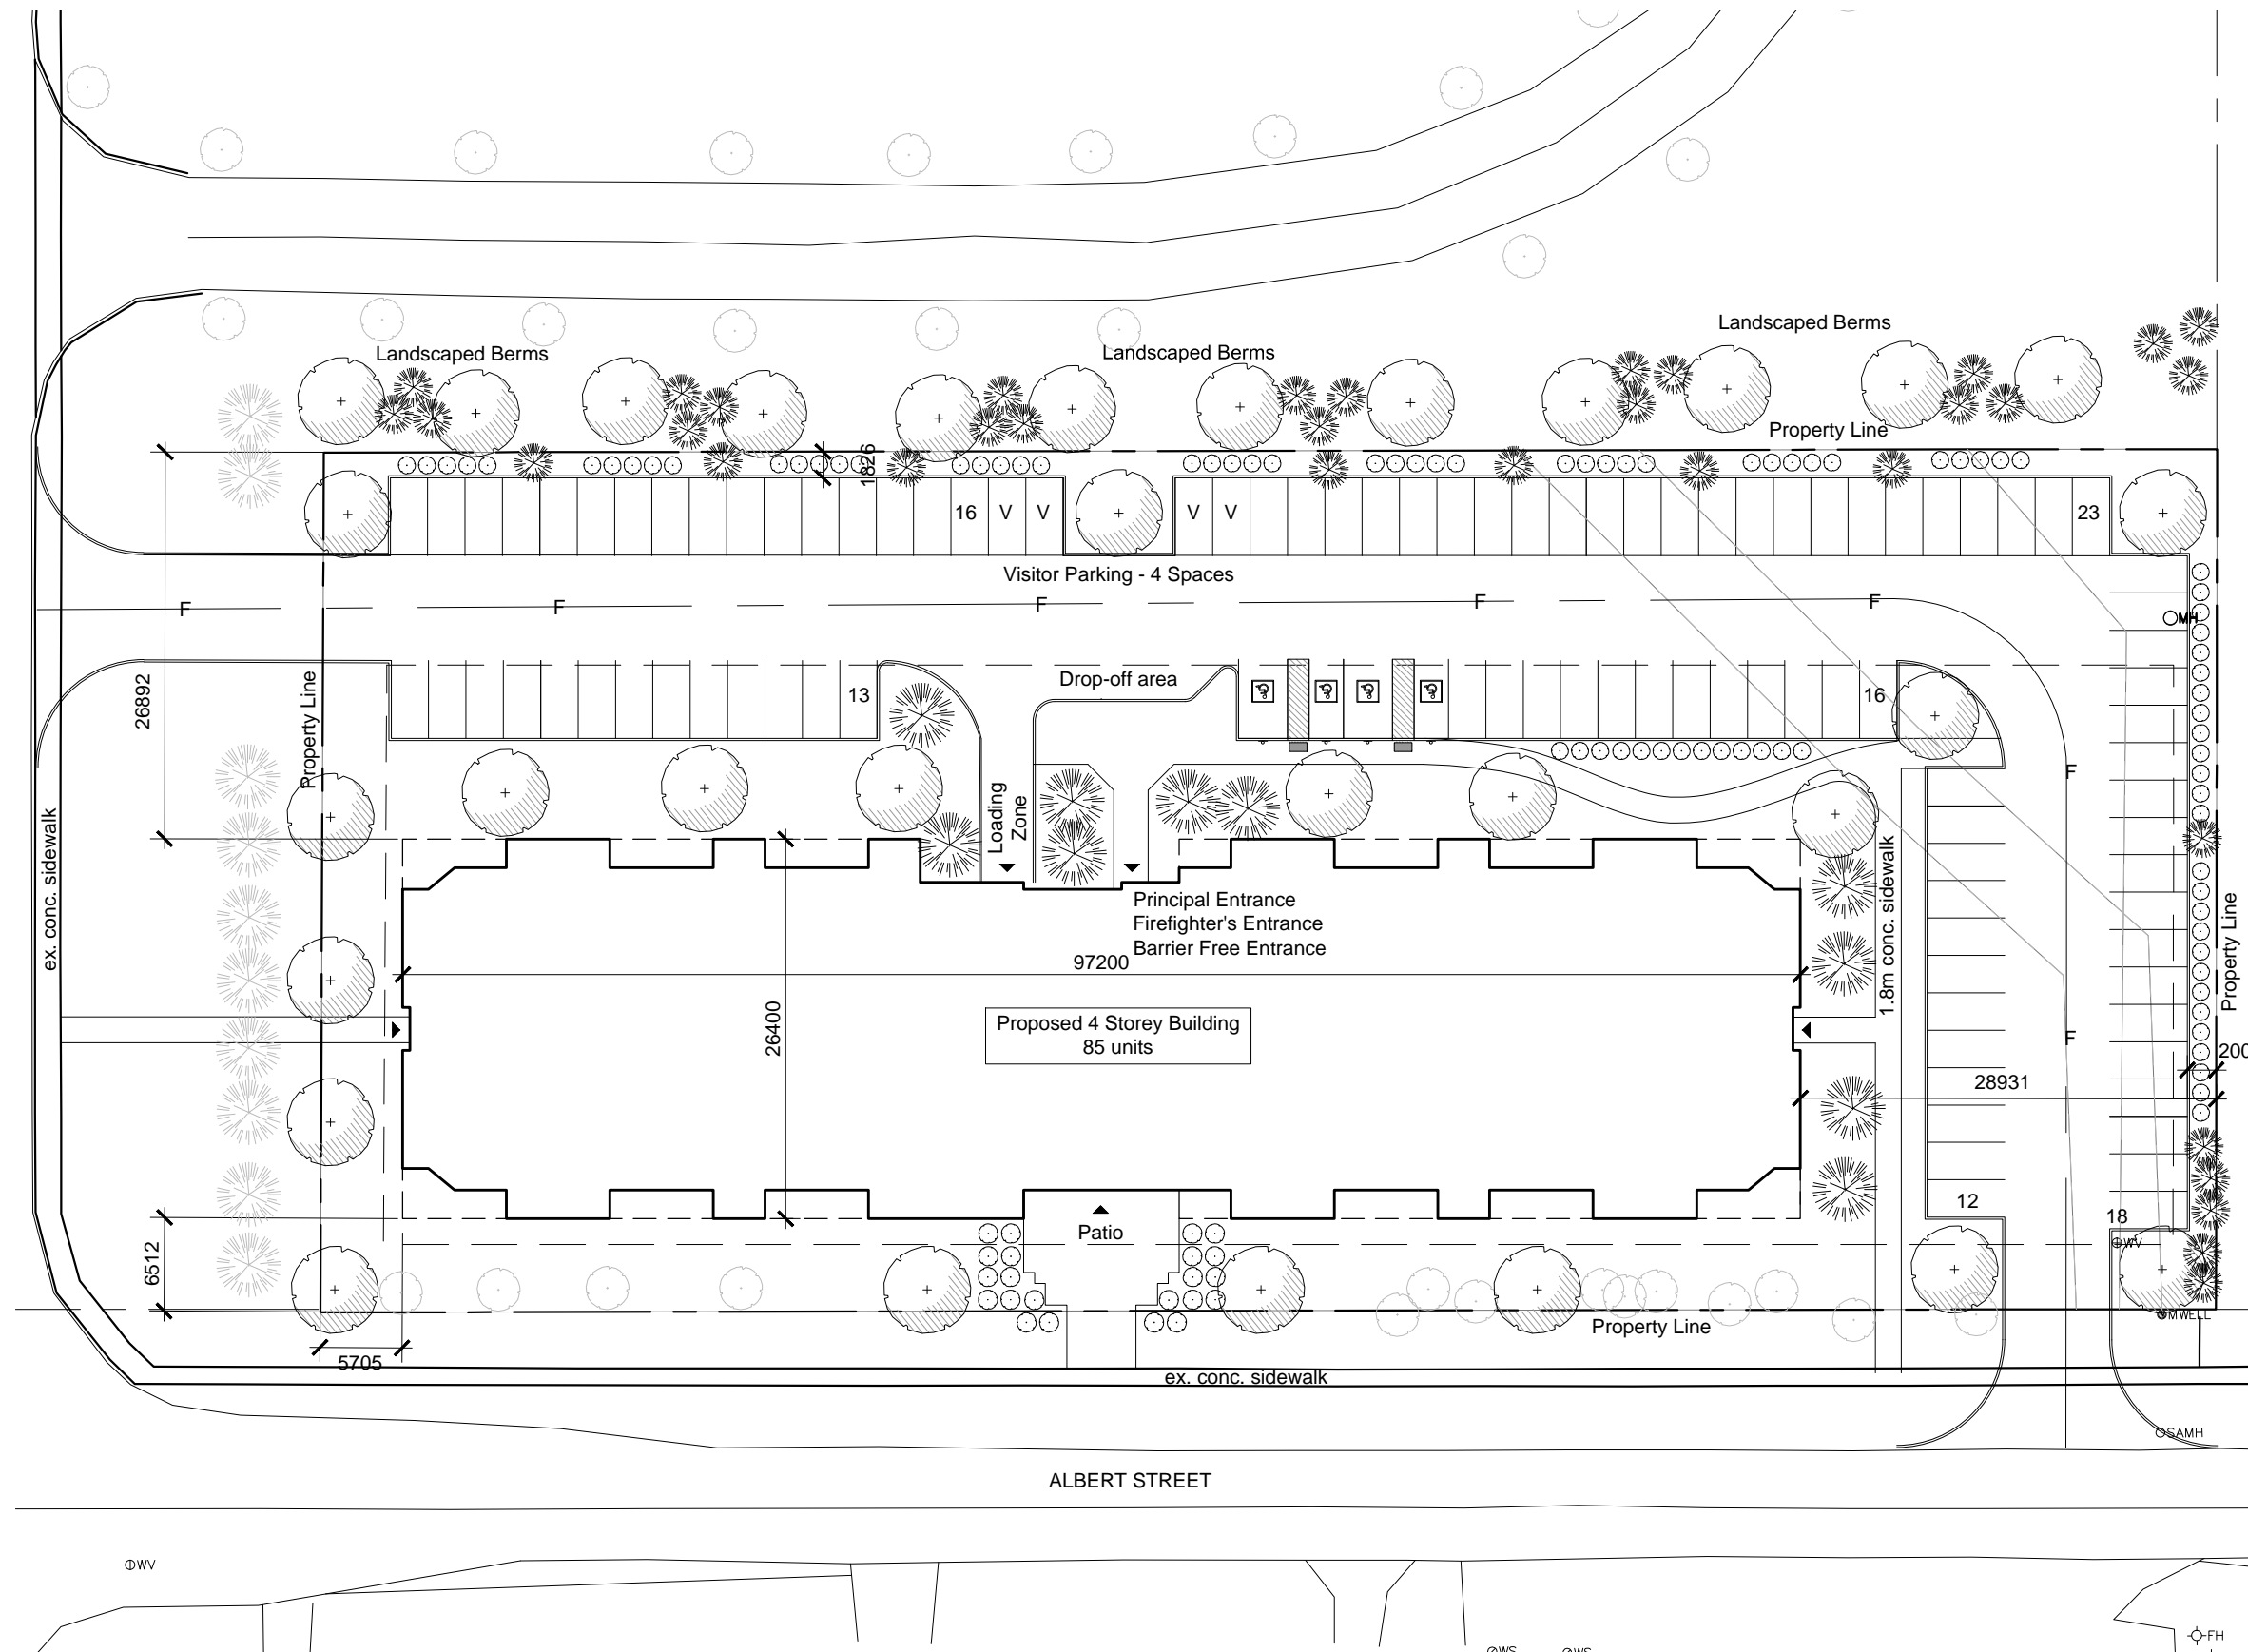 Landscaped Berms
Landscaped Berms
Landscaped Berms
Property Line
1826
16
V
V
V
V
23
Visitor Parking - 4 Spaces
F
F
F
F
F
MH
26892
Property Line
13
Drop-off area
16
F
Loading
Zone
ex. conc. sidewalk
1.8m conc. sidewalk
Principal Entrance
Firefighter's Entrance
Barrier Free Entrance
97200
Property Line
26400
Proposed 4 Storey Building
85 units
F
200
28931
12
18
Patio
WV
6512
MWELL
Property Line
5705
ex. conc. sidewalk
SAMH
ALBERT STREET
WV
FH
WS
WS